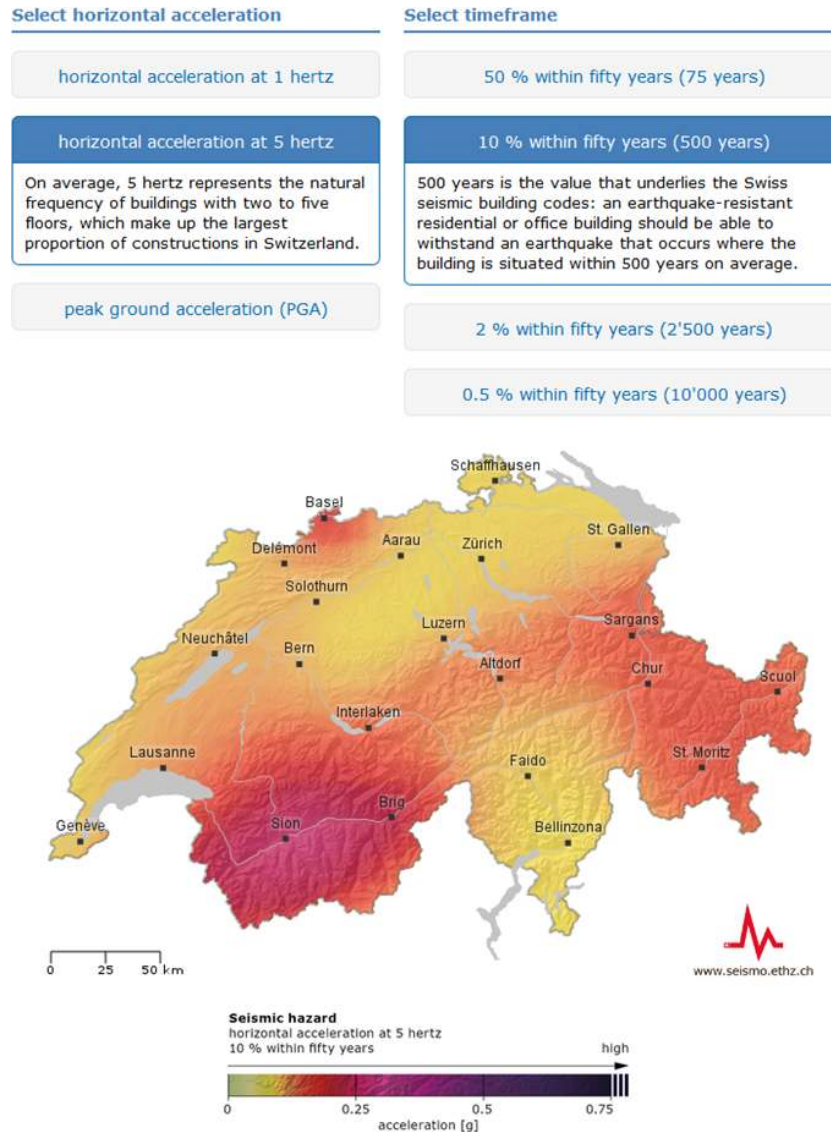 Select horizontal acceleration
horizontal acceleration at 1 hertz
horizontal acceleration at 5 hertz
On average, 5 hertz represents the natural
frequency of buildings with two to five
floors, which make up the largest
proportion of constructions in Switzerland.
peak ground acceleration (PGA)
Select timeframe
50 % within fifty years (75 years)
10 % within fifty years (500 years)
500 years is the value that underlies the Swiss
seismic building codes: an earthquake-resistant
residential or office building should be able to
withstand an earthquake that occurs where the
building is situated within 500 years on average.
2 % within fifty years (2'500 years)
0.5 % within fifty years (10'000 years)
Schaffhausen
Basel
St. Gallen
Aarau
Zürich
Delémont
Solothurn
Luzern
Sargans
Neuchâtel
Bern
Altdorf
Chur
Scuol
Interlaken
Lausanne
Faido
St. Moritz
Brig
Genève
Sion
Bellinzona
0 25 50 km
www.seismo.ethz.ch
Seismic hazard
horizontal acceleration at 5 hertz
10 % within fifty years
high
0 0.25 0.5 0.75
acceleration [g]